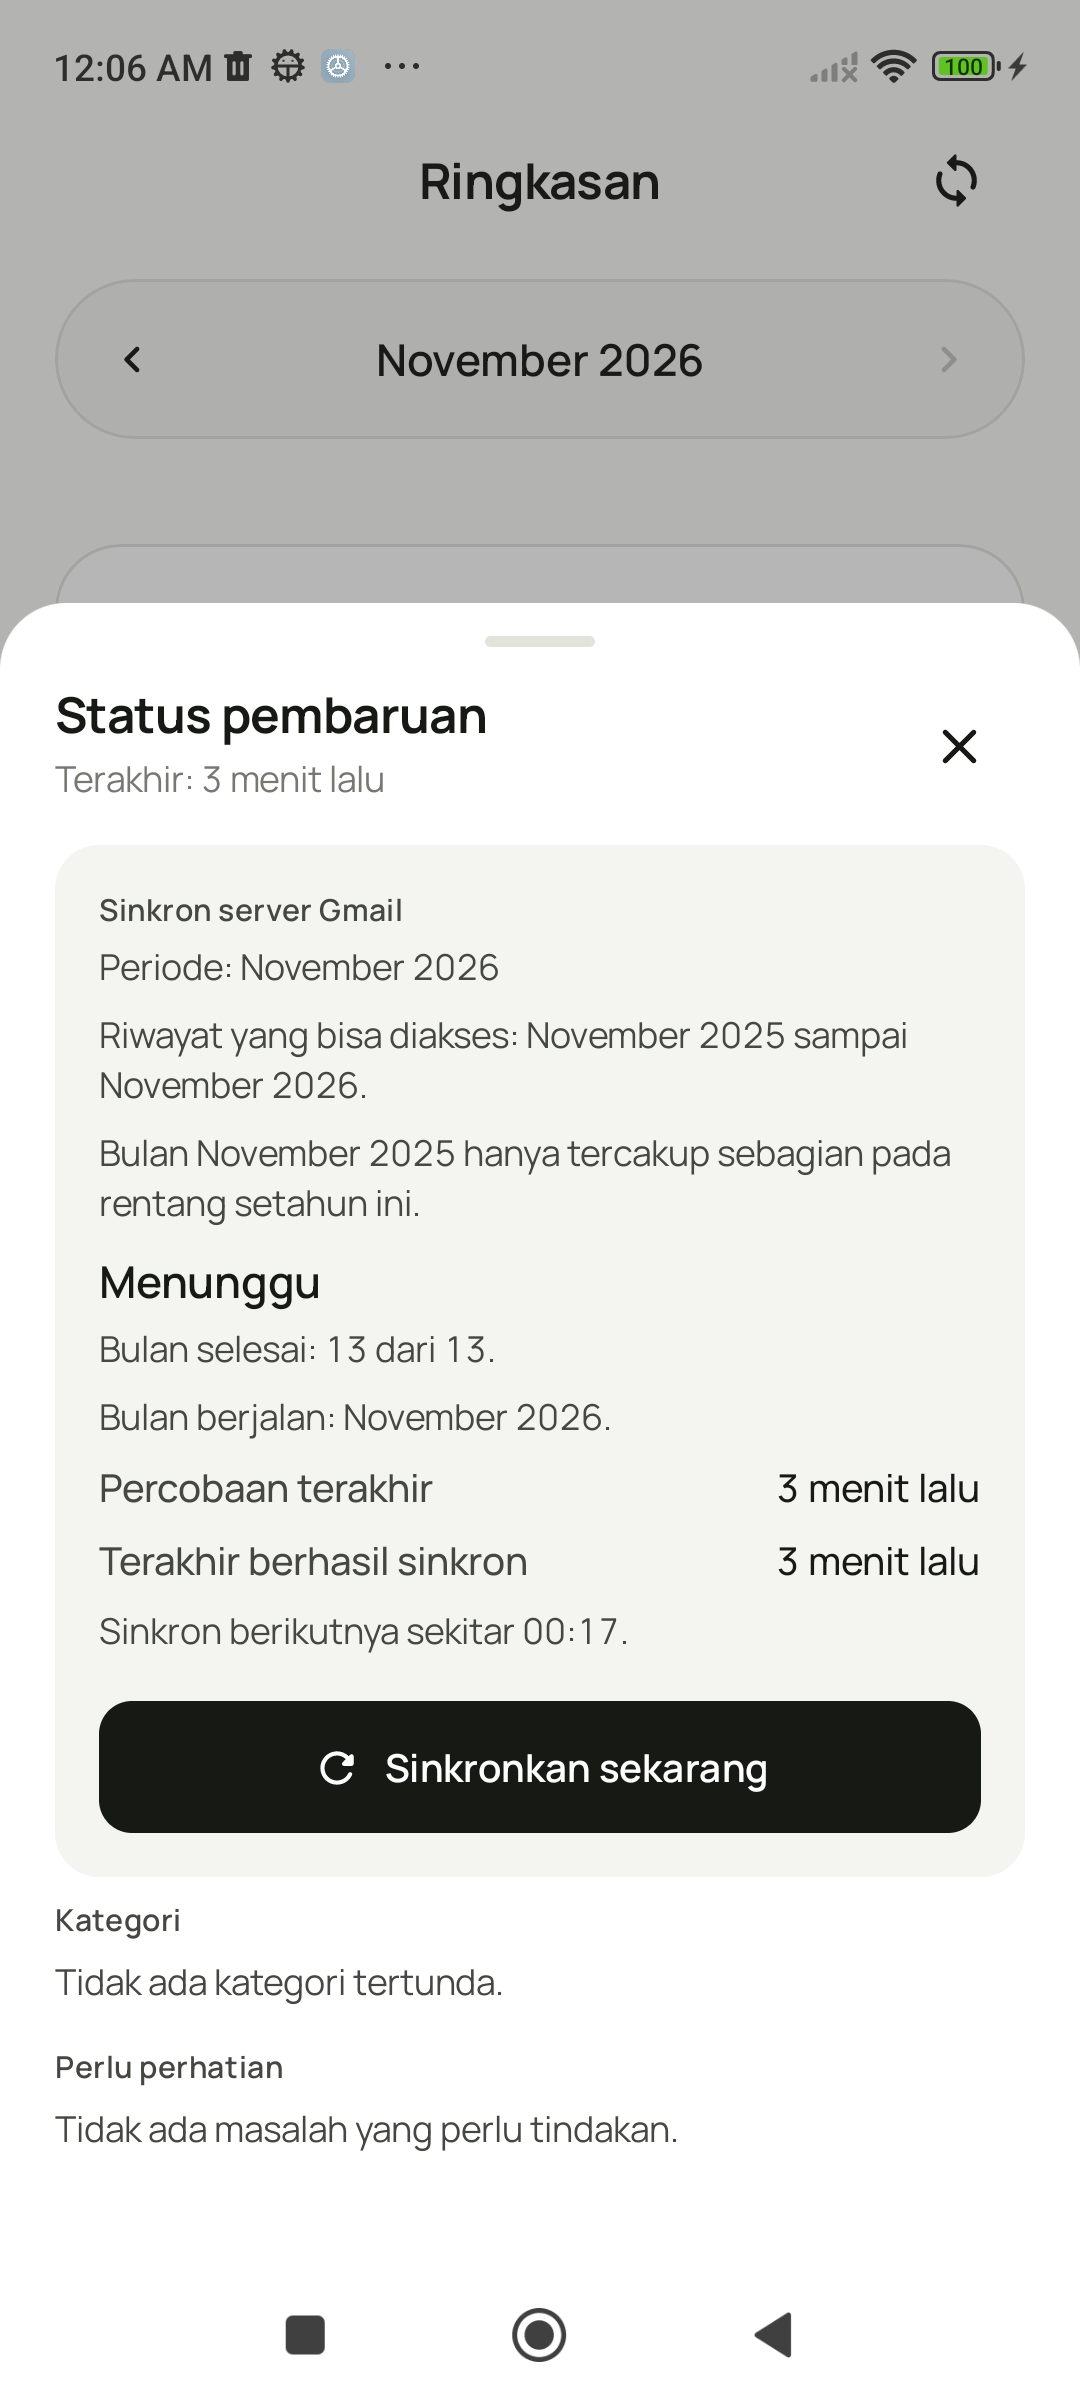 12:06 AM
100
Ringkasan
November 2026
Status pembaruan
Terakhir: 3 menit lalu
Sinkron server Gmail
Periode: November 2026
Riwayat yang bisa diakses: November 2025 sampai
November 2026.
Bulan November 2025 hanya tercakup sebagian pada
rentang setahun ini.
Menunggu
Bulan selesai: 13 dari 13.
Bulan berjalan: November 2026.
Percobaan terakhir 3 menit lalu
Terakhir berhasil sinkron 3 menit lalu
Sinkron berikutnya sekitar 00:17.
Sinkronkan sekarang
Kategori
Tidak ada kategori tertunda.
Perlu perhatian
Tidak ada masalah yang perlu tindakan.